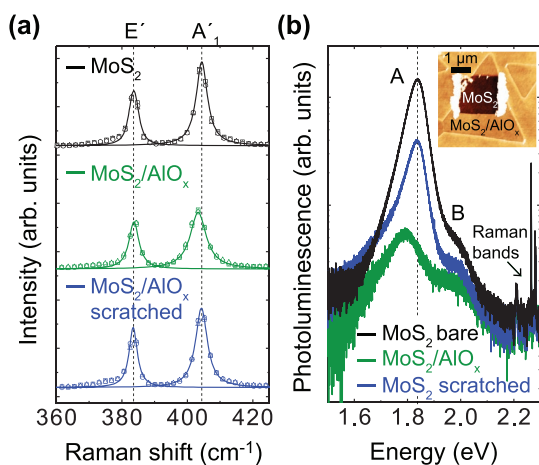 (a)
E´ A´₁
MoS₂
MoS₂/AlOₓ
MoS₂/AlOₓ
scratched
Intensity (arb. units)
360 380 400 420
Raman shift (cm⁻¹)
(b)
1 µm
MoS₂
MoS₂/AlOₓ
A
B
Raman
bands
MoS₂ bare
MoS₂/AlOₓ
MoS₂ scratched
Photoluminescence (arb. units)
1.5 1.8 2.0 2.2
Energy (eV)